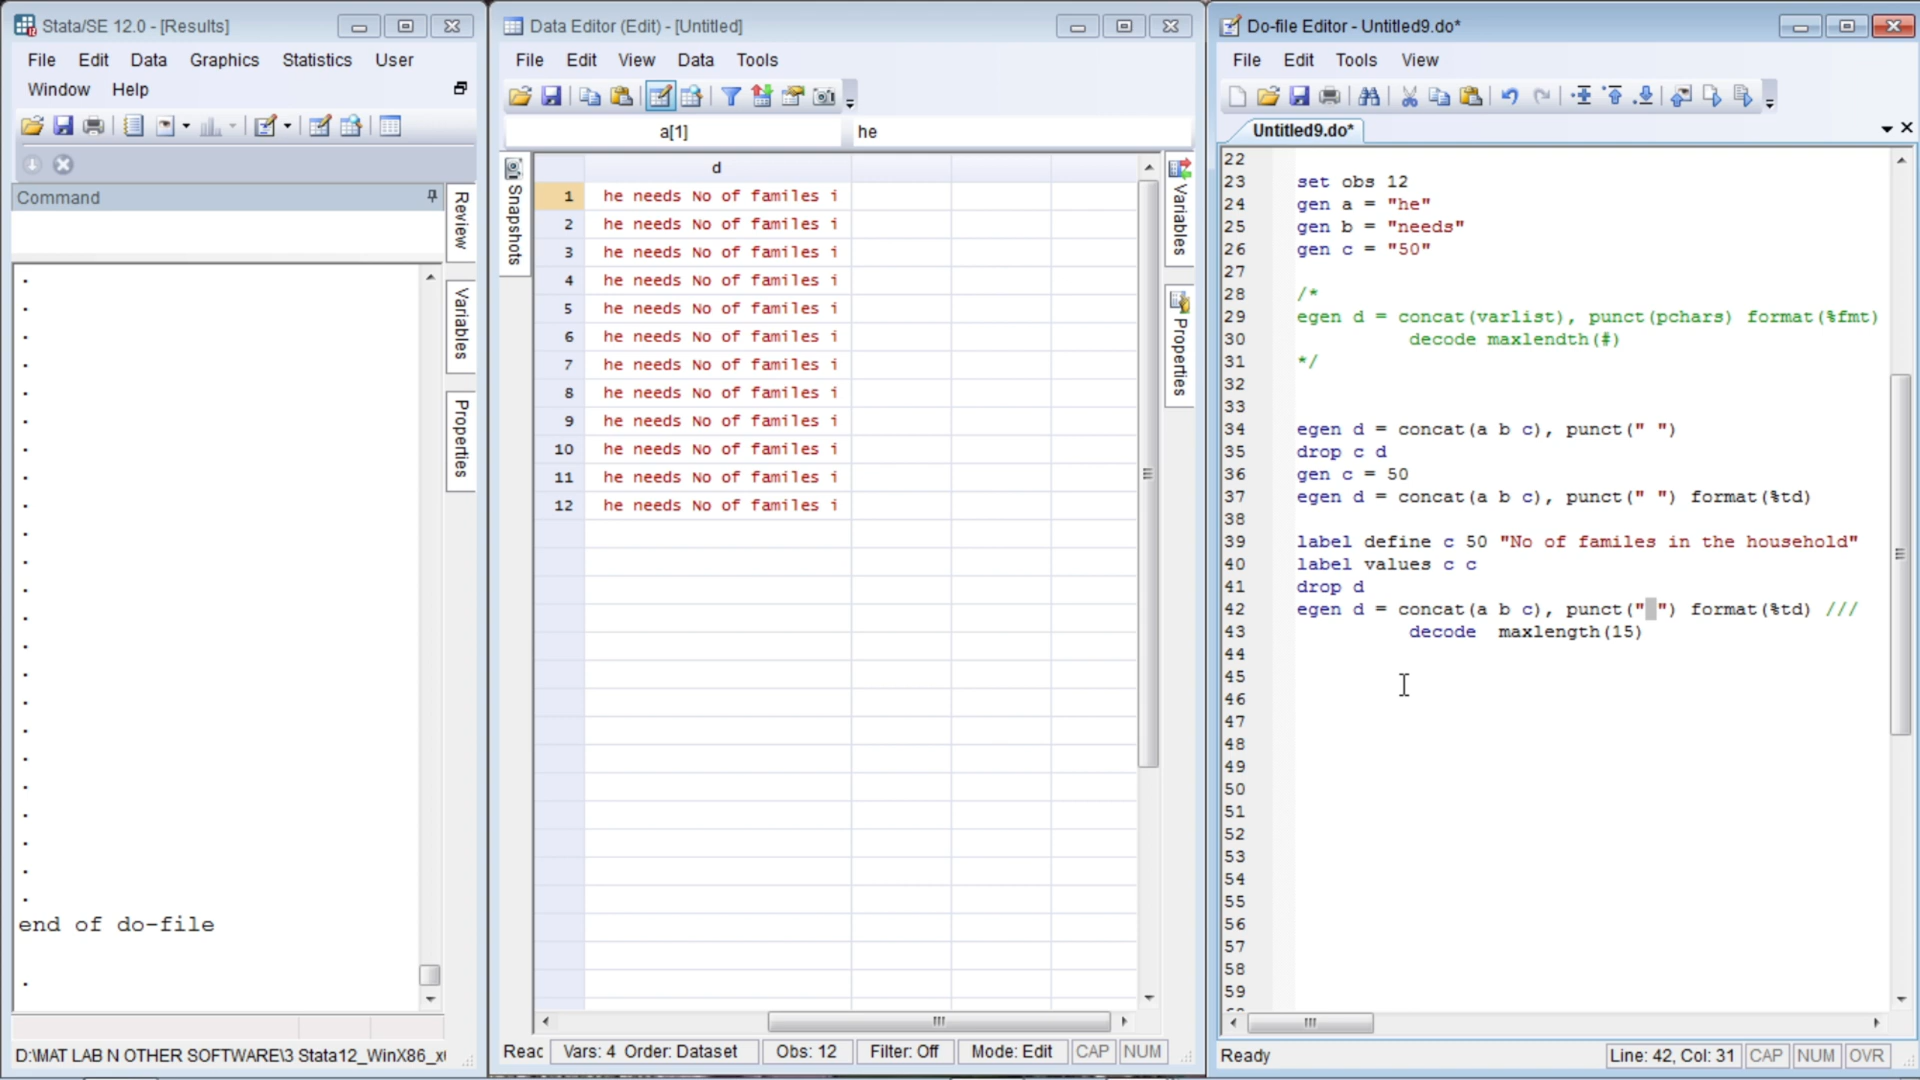 Stata/SE 12.0 - [Results]
File Edit Data Graphics Statistics User
Window Help
Command
Review
Variables
Properties
end of do-file
.
D:\MAT LAB N OTHER SOFTWARE\3 Stata12_WinX86_x
Data Editor (Edit) - [Untitled]
File Edit View Data Tools
a[1] he
Snapshots
d
1 he needs No of familes i
2 he needs No of familes i
3 he needs No of familes i
4 he needs No of familes i
5 he needs No of familes i
6 he needs No of familes i
7 he needs No of familes i
8 he needs No of familes i
9 he needs No of familes i
10 he needs No of familes i
11 he needs No of familes i
12 he needs No of familes i
Variables
Properties
Reac Vars: 4 Order: Dataset Obs: 12 Filter: Off Mode: Edit CAP NUM
Do-file Editor - Untitled9.do*
File Edit Tools View
Untitled9.do*
22
23 set obs 12
24 gen a = "he"
25 gen b = "needs"
26 gen c = "50"
27
28 /*
29 egen d = concat(varlist), punct(pchars) format(%fmt)
30 decode maxlendth(#)
31 */
32
33
34 egen d = concat(a b c), punct(" ")
35 drop c d
36 gen c = 50
37 egen d = concat(a b c), punct(" ") format(%td)
38
39 label define c 50 "No of familes in the household"
40 label values c c
41 drop d
42 egen d = concat(a b c), punct(" ") format(%td) ///
43 decode maxlength(15)
44
45
46
47
48
49
50
51
52
53
54
55
56
57
58
59
Ready Line: 42, Col: 31 CAP NUM OVR